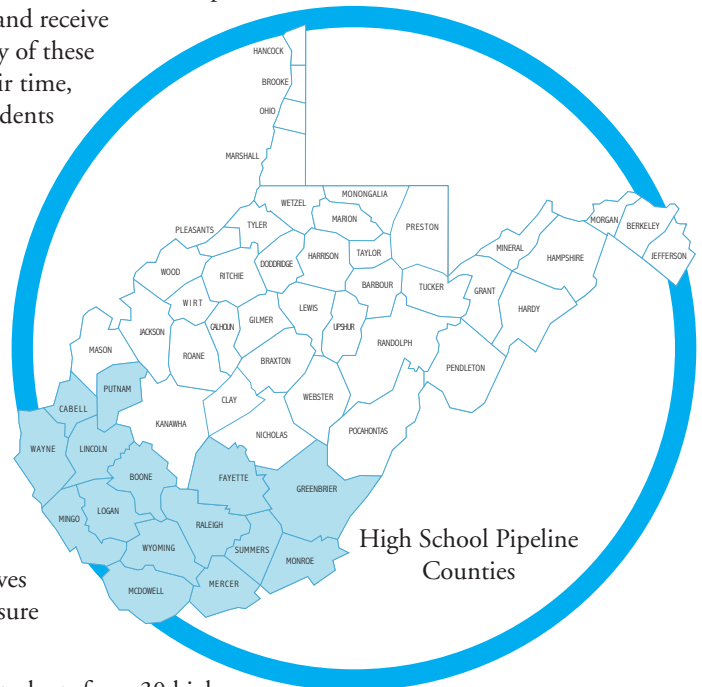 and receive
y of these
ir time,
dents
HANCOCK
BROOKE
OHIO
MARSHALL
WETZEL
MONONGALIA
MARION
PRESTON
PLEASANTS
TYLER
MORGAN
BERKELEY
JEFFERSON
MINERAL
HAMPSHIRE
WOOD
RITCHIE
DODDRIDGE
HARRISON
TAYLOR
BARBOUR
TUCKER
GRANT
HARDY
WIRT
JACKSON
CALHOUN
GILMER
LEWIS
UPSHUR
RANDOLPH
MASON
ROANE
BRAXTON
PENDLETON
PUTNAM
CABELL
CLAY
WEBSTER
KANAWHA
NICHOLAS
POCAHONTAS
WAYNE
LINCOLN
BOONE
FAYETTE
GREENBRIER
MINGO
LOGAN
RALEIGH
WYOMING
SUMMERS
MONROE
MCDOWELL
MERCER
High School Pipeline
Counties
ves
sure